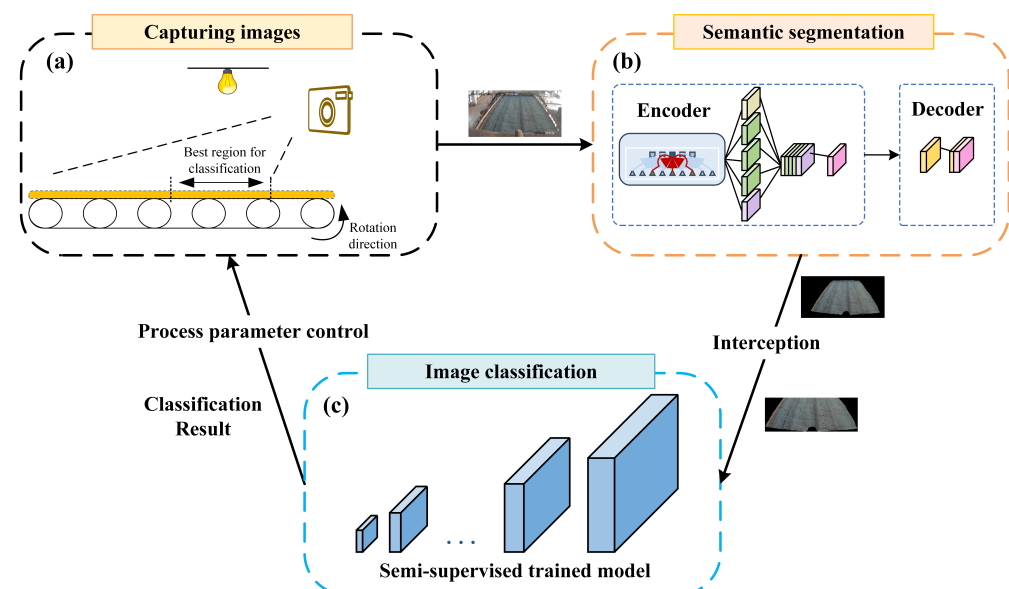 Capturing images
(a)
Best region for
classification
Rotation
direction
Semantic segmentation
(b)
Encoder
Decoder
Interception
Process parameter control
Classification
Result
Image classification
(c)
. . .
Semi-supervised trained model